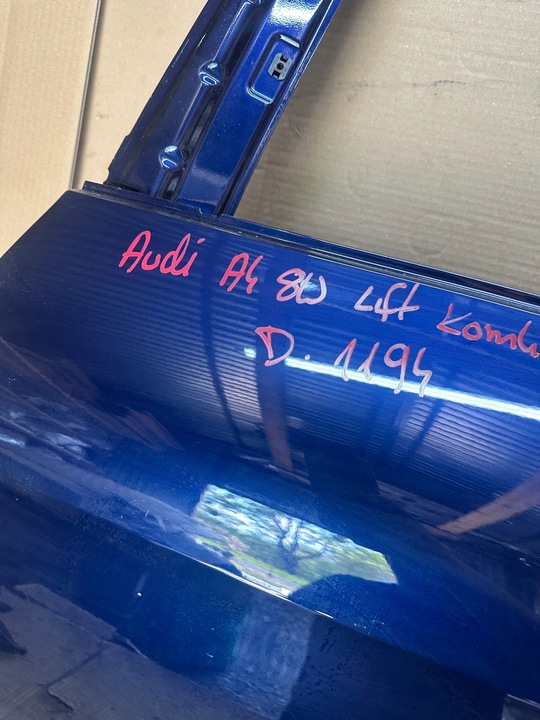 Audi A4 8W Lift Kombi
D. 1194